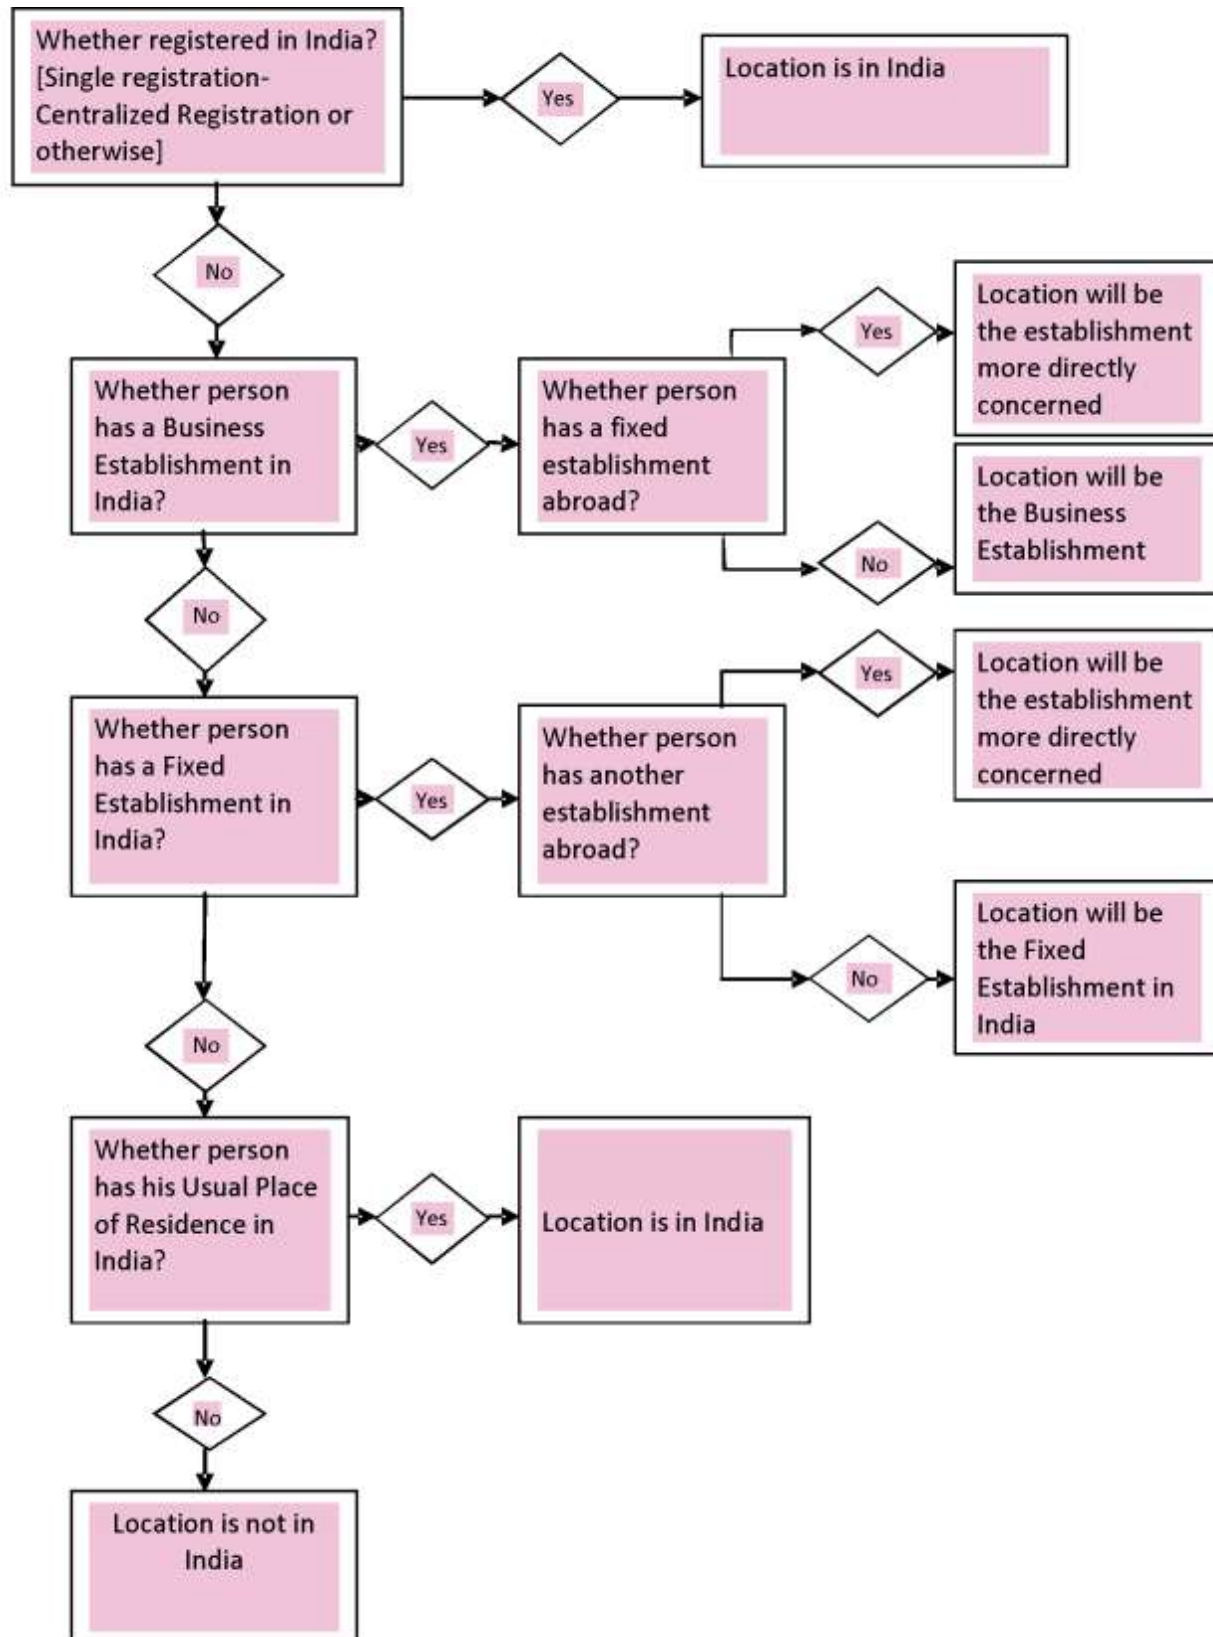 Whether registered in India?
[Single registration-
Centralized Registration or
otherwise]
Yes
Location is in India
No
Whether person
has a Business
Establishment in
India?
Yes
Whether person
has a fixed
establishment
abroad?
Yes
Location will be
the establishment
more directly
concerned
No
Location will be
the Business
Establishment
No
Whether person
has a Fixed
Establishment in
India?
Yes
Whether person
has another
establishment
abroad?
Yes
Location will be
the establishment
more directly
concerned
No
Location will be
the Fixed
Establishment in
India
No
Whether person
has his Usual Place
of Residence in
India?
Yes
Location is in India
No
Location is not in
India